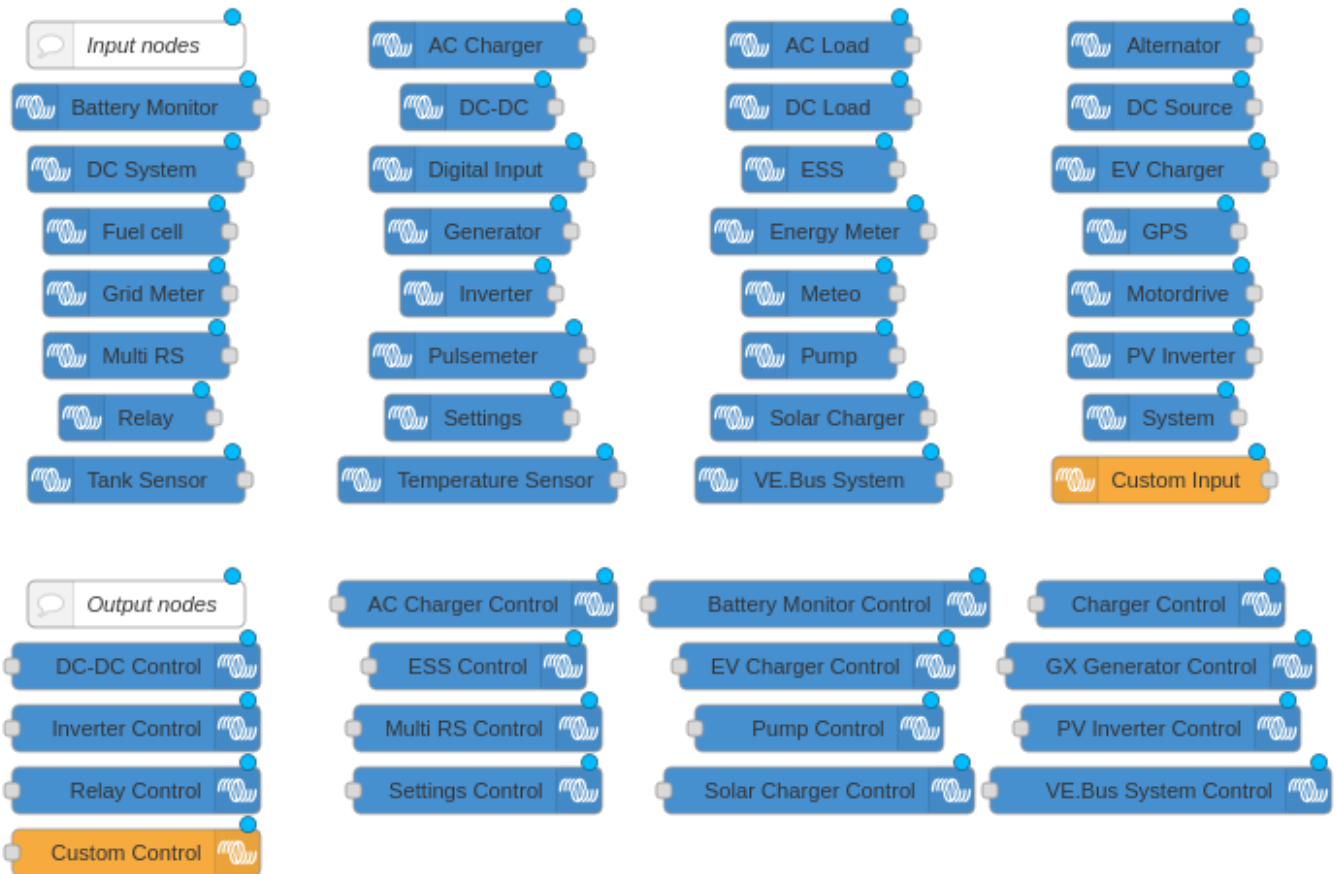 Input nodes
AC Charger
AC Load
Alternator
Battery Monitor
DC-DC
DC Load
DC Source
DC System
Digital Input
ESS
EV Charger
Fuel cell
Generator
Energy Meter
GPS
Grid Meter
Inverter
Meteo
Motordrive
Multi RS
Pulsemeter
Pump
PV Inverter
Relay
Settings
Solar Charger
System
Tank Sensor
Temperature Sensor
VE.Bus System
Custom Input
Output nodes
AC Charger Control
Battery Monitor Control
Charger Control
DC-DC Control
ESS Control
EV Charger Control
GX Generator Control
Inverter Control
Multi RS Control
Pump Control
PV Inverter Control
Relay Control
Settings Control
Solar Charger Control
VE.Bus System Control
Custom Control